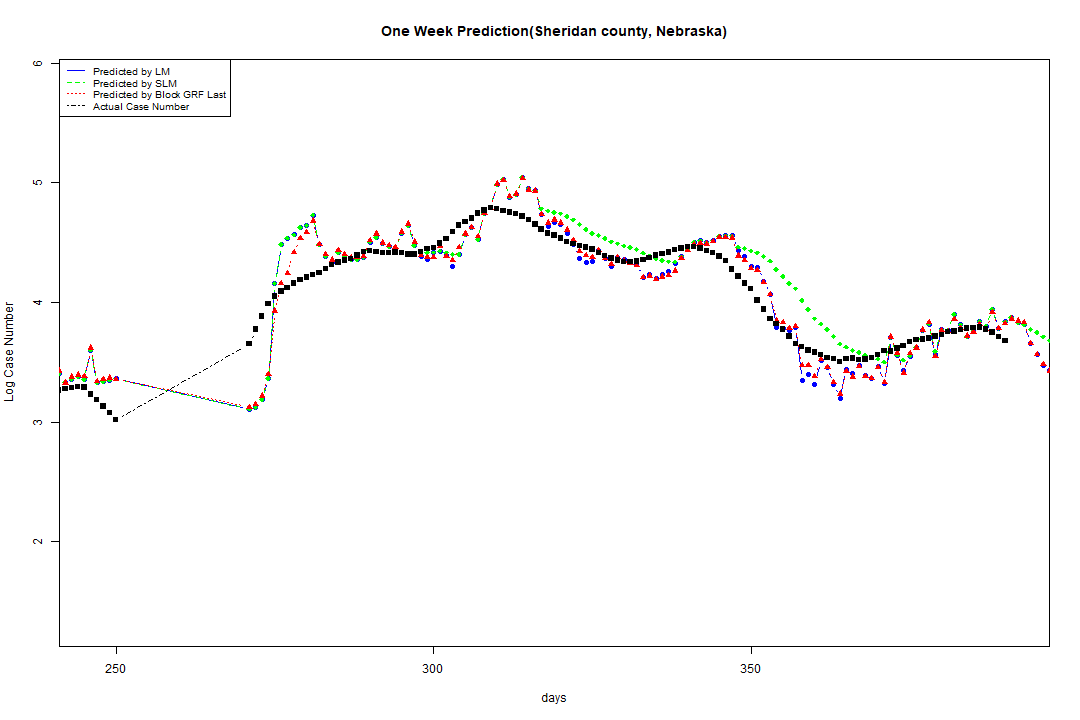 One Week Prediction(Sheridan county, Nebraska)
Predicted by LM
Predicted by SLM
Predicted by Block GRF Last
Actual Case Number
6
5
4
3
2
Log Case Number
250
300
350
days